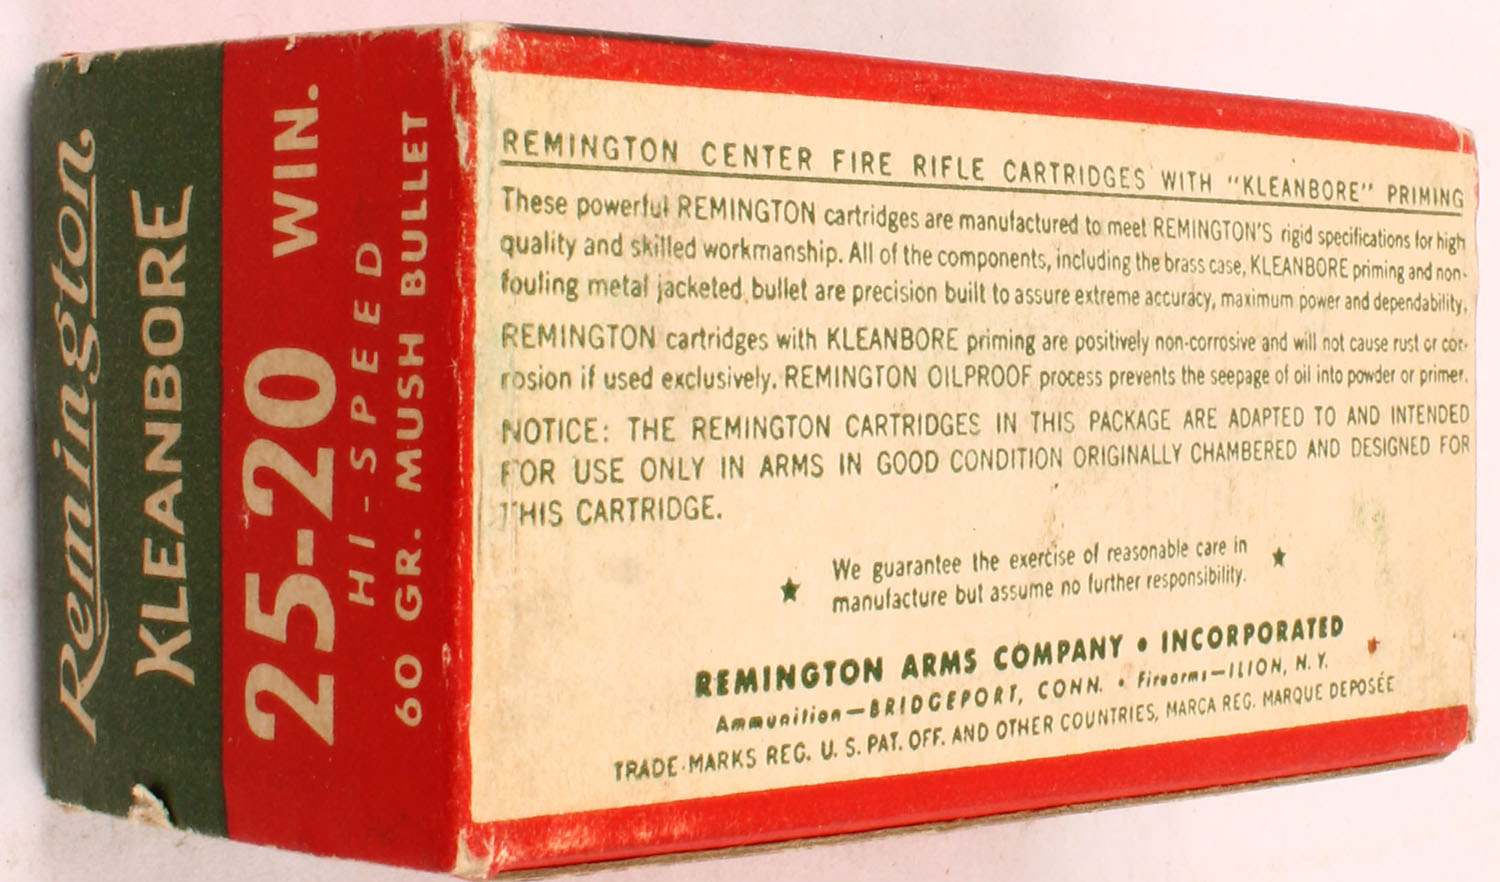 Remington
KLEANBORE
25-20 WIN.
HI-SPEED
60 GR. MUSH BULLET
REMINGTON CENTER FIRE RIFLE CARTRIDGES WITH "KLEANBORE" PRIMING
These powerful REMINGTON cartridges are manufactured to meet REMINGTON'S rigid specifications for high
quality and skilled workmanship. All of the components, including the brass case, KLEANBORE priming and non-
fouling metal jacketed bullet are precision built to assure extreme accuracy, maximum power and dependability.
REMINGTON cartridges with KLEANBORE priming are positively non-corrosive and will not cause rust or cor-
rosion if used exclusively. REMINGTON OILPROOF process prevents the seepage of oil into powder or primer.
NOTICE: THE REMINGTON CARTRIDGES IN THIS PACKAGE ARE ADAPTED TO AND INTENDED
FOR USE ONLY IN ARMS IN GOOD CONDITION ORIGINALLY CHAMBERED AND DESIGNED FOR
THIS CARTRIDGE.
We guarantee the exercise of reasonable care in
manufacture but assume no further responsibility.
REMINGTON ARMS COMPANY • INCORPORATED
Ammunition—BRIDGEPORT, CONN. • Firearms—ILION, N. Y.
TRADE-MARKS REG. U. S. PAT. OFF. AND OTHER COUNTRIES, MARCA REG. MARQUE DEPOSÉE